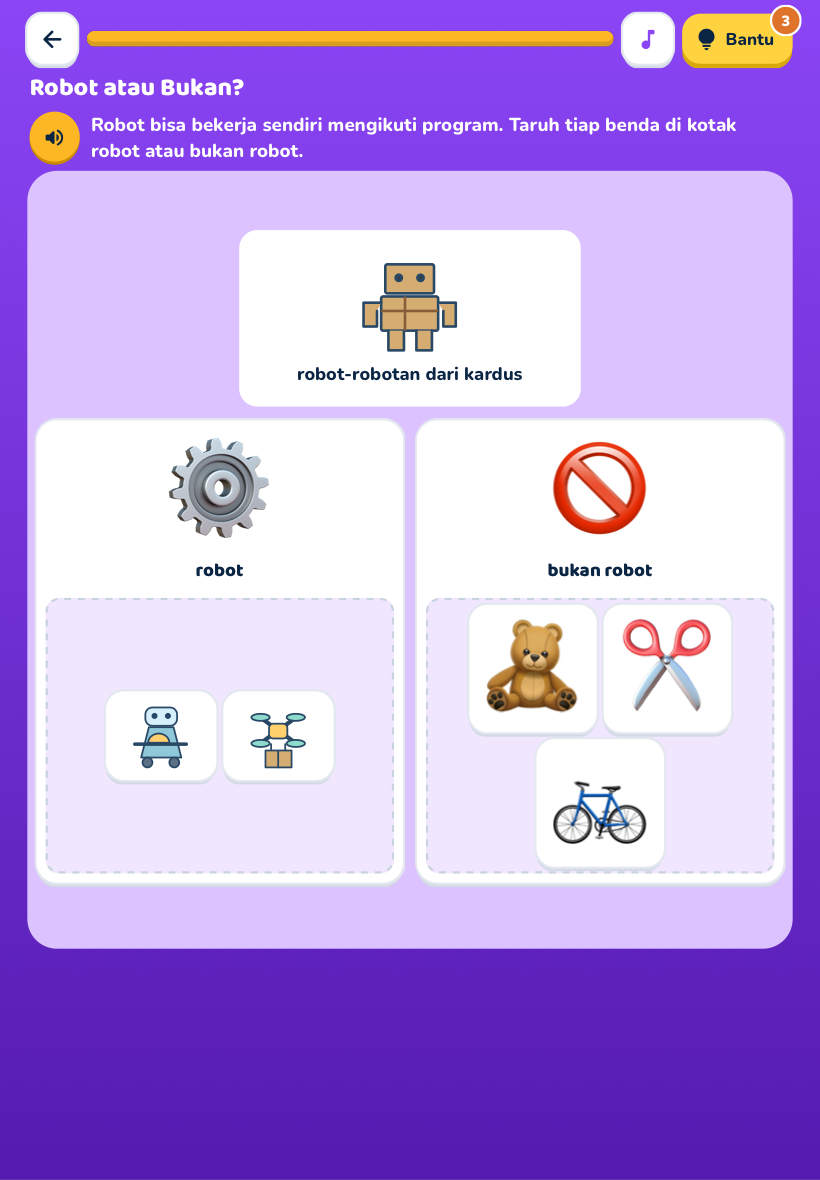 3
Bantu
Robot atau Bukan?
Robot bisa bekerja sendiri mengikuti program. Taruh tiap benda di kotak
robot atau bukan robot.
robot-robotan dari kardus
robot
bukan robot